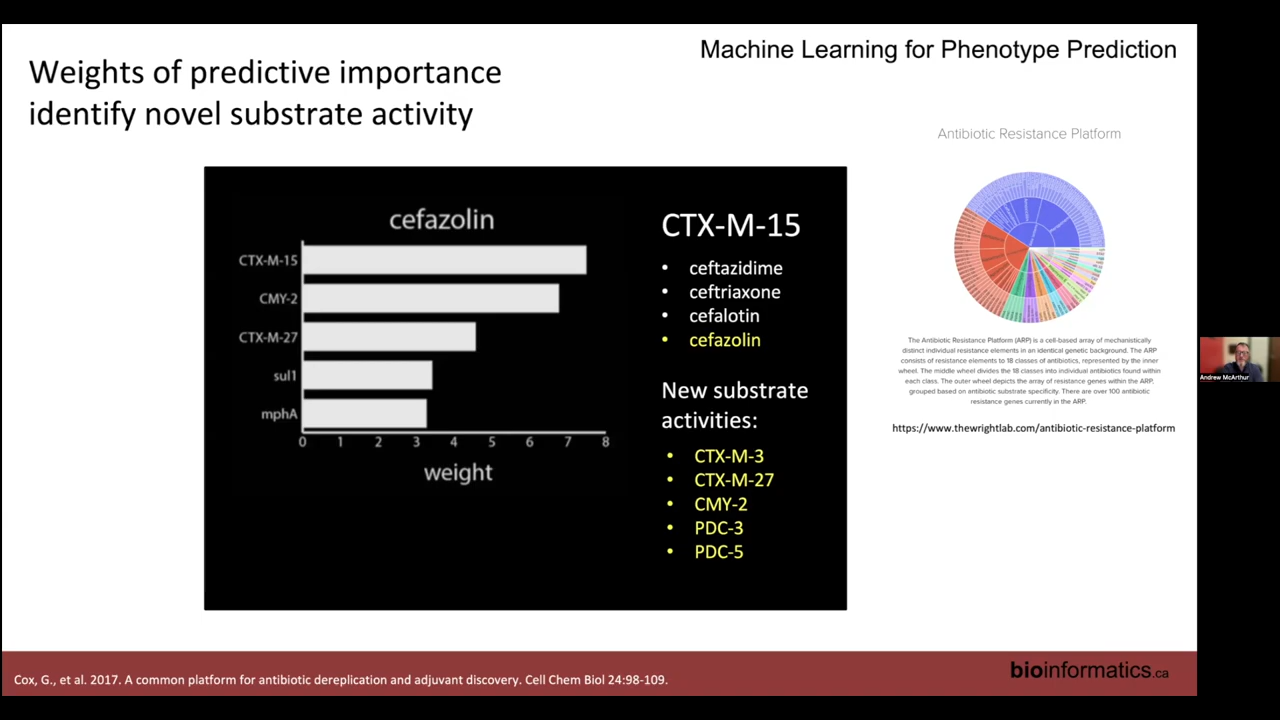 Machine Learning for Phenotype Prediction
Weights of predictive importance
identify novel substrate activity
cefazolin
CTX-M-15
CMY-2
CTX-M-27
sul1
mphA
0 1 2 3 4 5 6 7 8
weight
CTX-M-15
• ceftazidime
• ceftriaxone
• cefalotin
• cefazolin
New substrate
activities:
• CTX-M-3
• CTX-M-27
• CMY-2
• PDC-3
• PDC-5
Antibiotic Resistance Platform
The Antibiotic Resistance Platform (ARP) is a cell-based array of mechanistically
distinct individual resistance elements in an identical genetic background. The ARP
consists of resistance elements to 18 classes of antibiotics, represented by the inner
wheel. The middle wheel divides the 18 classes into individual antibiotics found within
each class. The outer wheel depicts the array of resistance genes within the ARP,
grouped based on antibiotic substrate specificity. There are over 100 antibiotic
resistance genes currently in the ARP.
https://www.thewrightlab.com/antibiotic-resistance-platform
Andrew McArthur
Cox, G., et al. 2017. A common platform for antibiotic dereplication and adjuvant discovery. Cell Chem Biol 24:98-109.
bioinformatics.ca